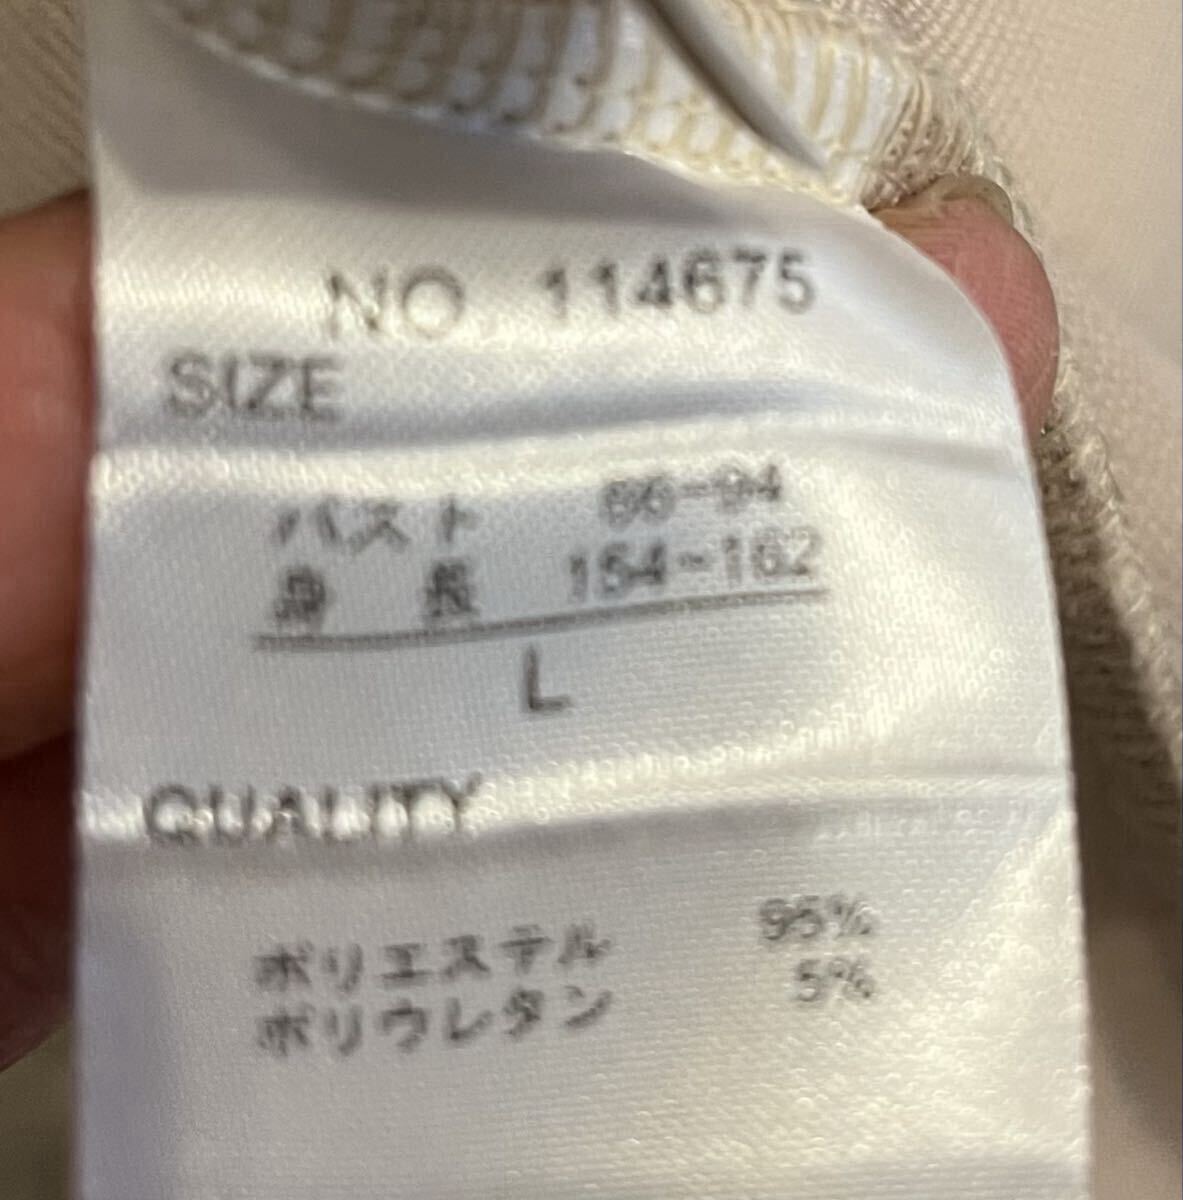 NO 114675
SIZE
バスト 86-94
身長 154-162
L
QUALITY
ポリエステル 95%
ポリウレタン 5%